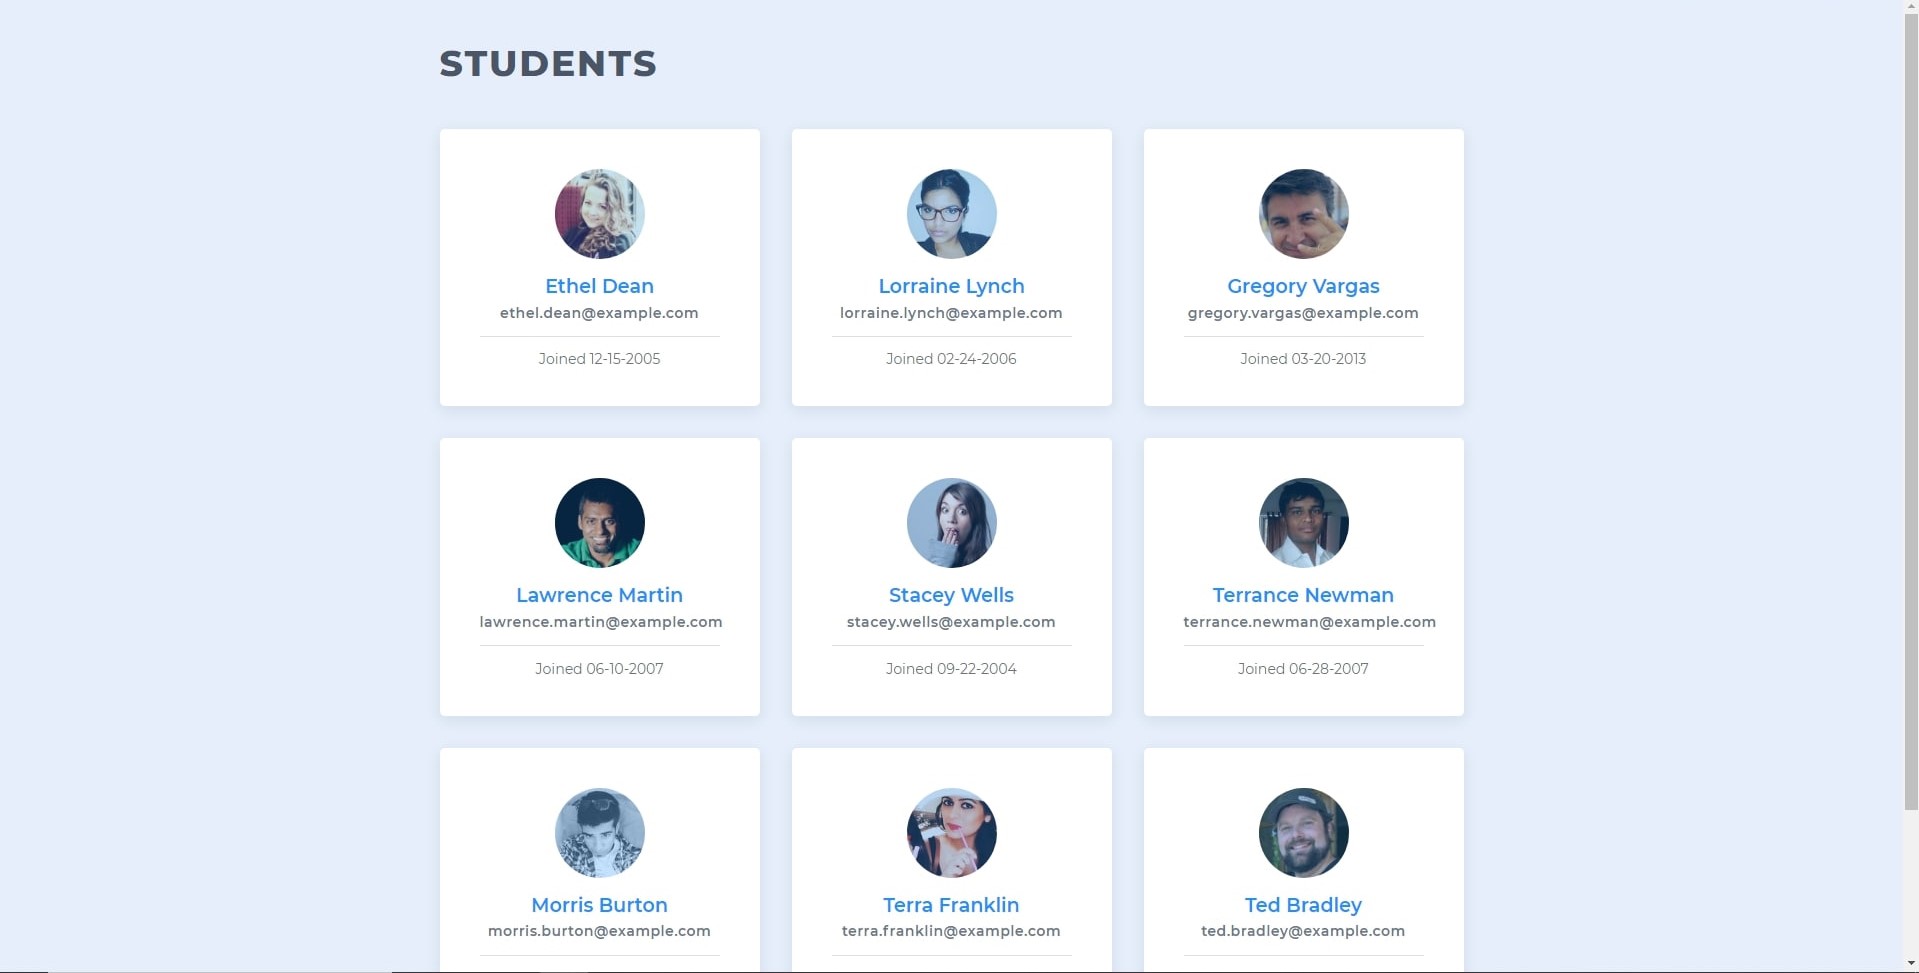 STUDENTS
Ethel Dean
ethel.dean@example.com
Joined 12-15-2005
Lorraine Lynch
lorraine.lynch@example.com
Joined 02-24-2006
Gregory Vargas
gregory.vargas@example.com
Joined 03-20-2013
Lawrence Martin
lawrence.martin@example.com
Joined 06-10-2007
Stacey Wells
stacey.wells@example.com
Joined 09-22-2004
Terrance Newman
terrance.newman@example.com
Joined 06-28-2007
Morris Burton
morris.burton@example.com
Terra Franklin
terra.franklin@example.com
Ted Bradley
ted.bradley@example.com